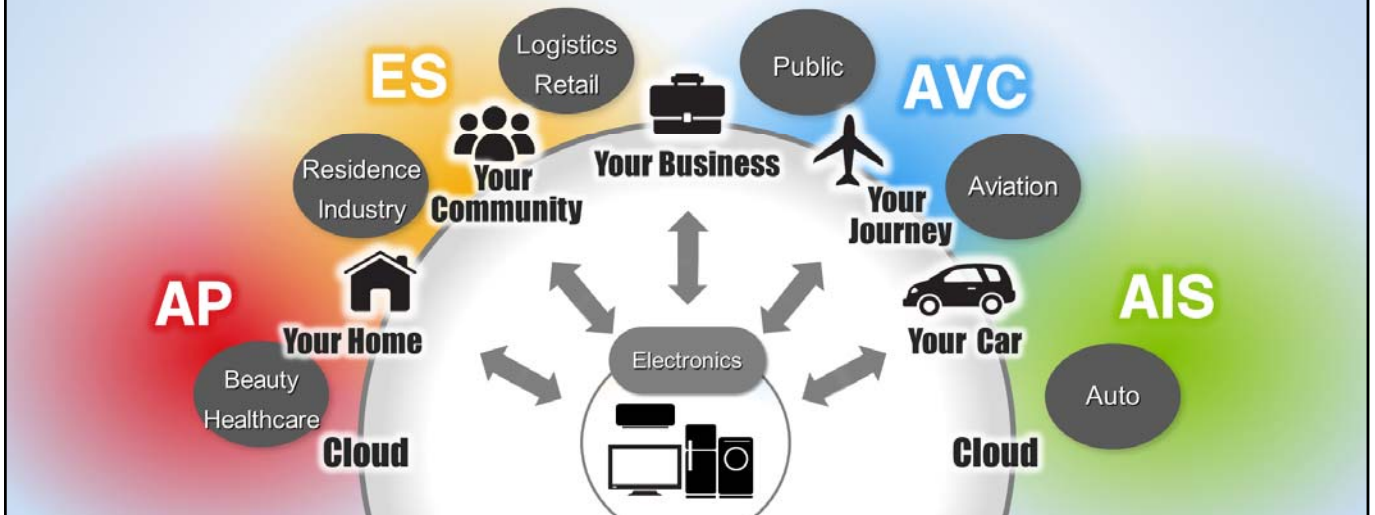 ES
Logistics
Retail
Public
AVC
Residence
Industry
Your
Community
Your Business
Your
Journey
Aviation
AP
Your Home
Beauty
Healthcare
Electronics
Your Car
AIS
Auto
Cloud
Cloud